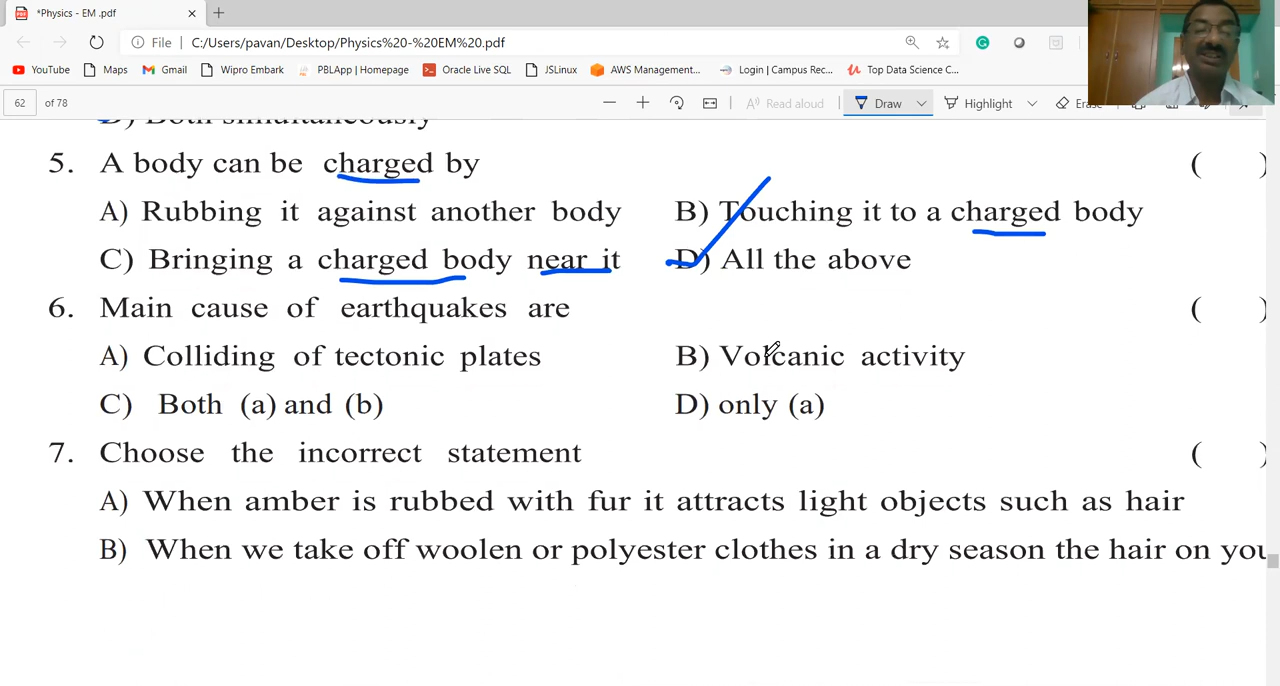 *Physics - EM .pdf
File | C:/Users/pavan/Desktop/Physics%20-%20EM%20.pdf
YouTube Maps Gmail Wipro Embark PBLApp | Homepage Oracle Live SQL JSLinux AWS Management... Login | Campus Rec... Top Data Science C...
62 of 78 Read aloud Draw Highlight Erase
D) Both simultaneously
5. A body can be charged by ( )
A) Rubbing it against another body B) Touching it to a charged body
C) Bringing a charged body near it D) All the above
6. Main cause of earthquakes are ( )
A) Colliding of tectonic plates B) Volcanic activity
C) Both (a) and (b) D) only (a)
7. Choose the incorrect statement ( )
A) When amber is rubbed with fur it attracts light objects such as hair
B) When we take off woolen or polyester clothes in a dry season the hair on you